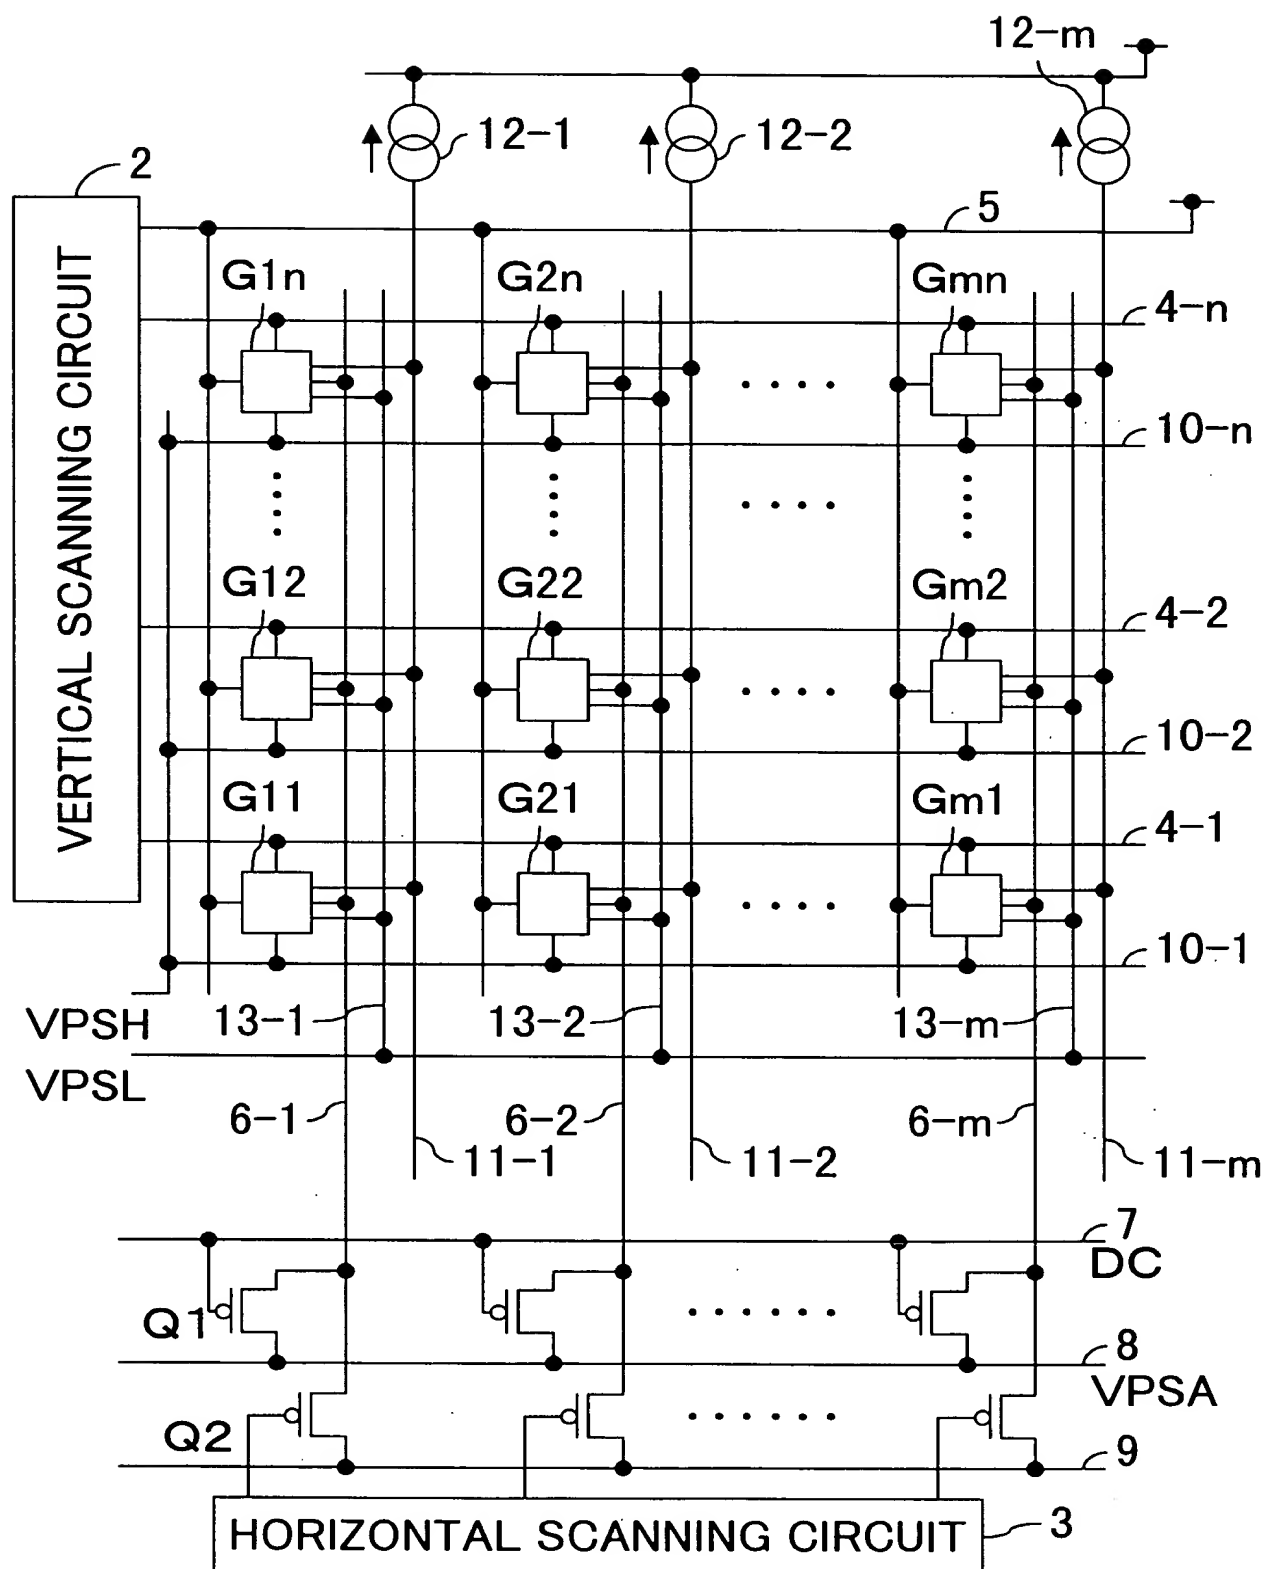 12-m
12-1
12-2
2
5
VERTICAL SCANNING CIRCUIT
G1n
G2n
Gmn
4-n
10-n
G12
G22
Gm2
4-2
10-2
G11
G21
Gm1
4-1
10-1
VPSH
13-1
13-2
13-m
VPSL
6-1
6-2
6-m
11-1
11-2
11-m
7
DC
Q1
8
VPSA
Q2
9
HORIZONTAL SCANNING CIRCUIT
3